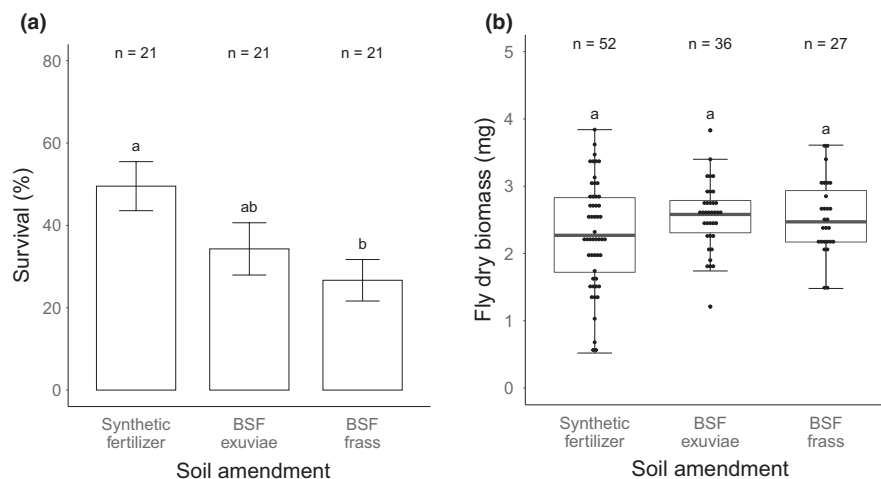 (a)
n = 21 n = 21 n = 21
80
60
40
20
0
Survival (%)
a
ab
b
Synthetic fertilizer
BSF exuviae
BSF frass
Soil amendment
(b)
n = 52 n = 36 n = 27
5
4
3
2
1
0
Fly dry biomass (mg)
a
a
a
Synthetic fertilizer
BSF exuviae
BSF frass
Soil amendment